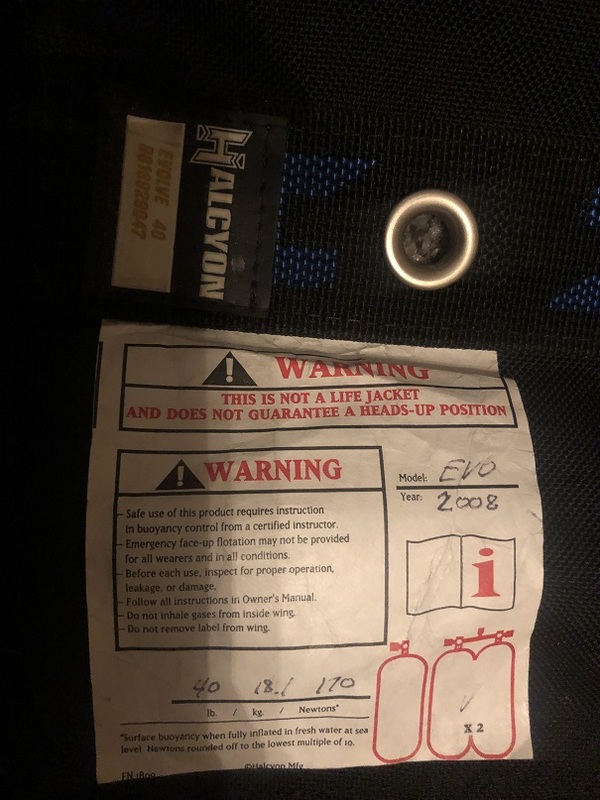 HALCYON
EVOLVE 40
WARNING
THIS IS NOT A LIFE JACKET
AND DOES NOT GUARANTEE A HEADS-UP POSITION
WARNING
- Safe use of this product requires instruction
in buoyancy control from a certified instructor.
- Emergency face-up flotation may not be provided
for all wearers and in all conditions.
- Before each use, inspect for proper operation,
leakage, or damage.
- Follow all instructions in Owner's Manual.
- Do not inhale gases from inside wing.
- Do not remove label from wing.
Model: EVO
Year: 2008
i
40 18.1 170
lb. / kg. / Newtons*
X 2
*Surface buoyancy when fully inflated in fresh water at sea
level. Newtons rounded off to the lowest multiple of 10.
EN 1809
©Halcyon Mfg